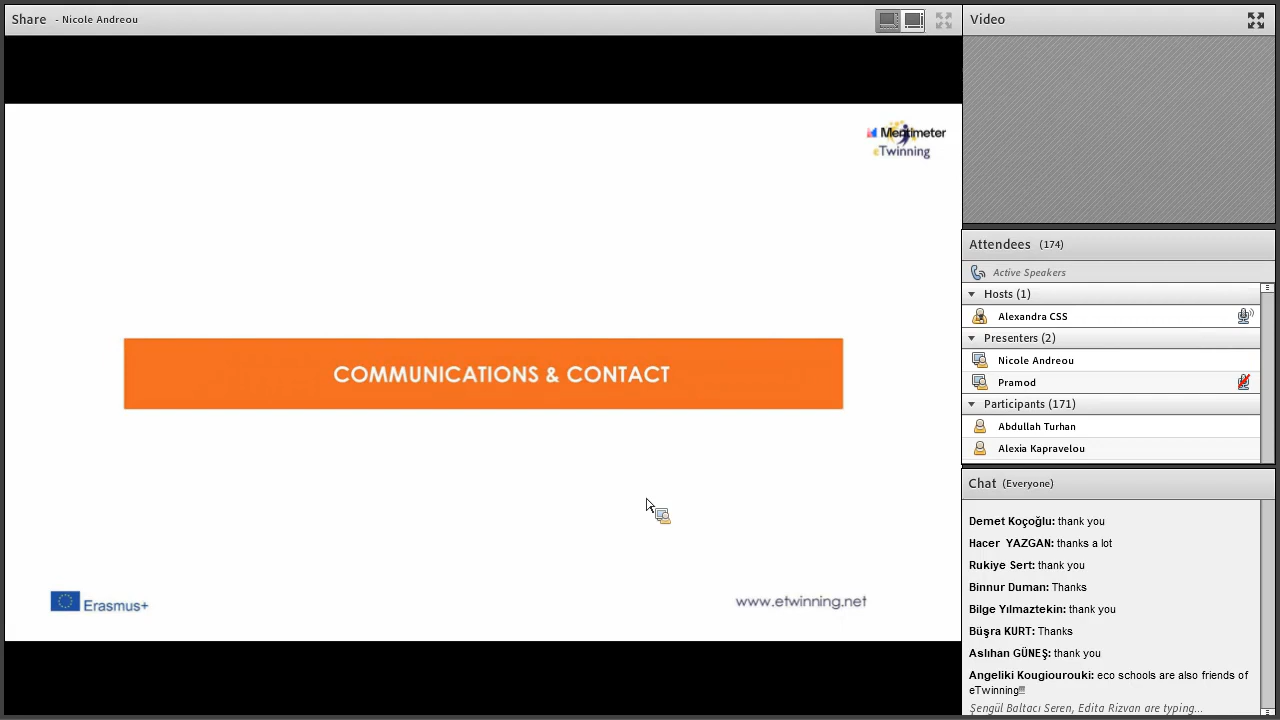 Share - Nicole Andreou
Mentimeter
eTwinning
COMMUNICATIONS & CONTACT
Erasmus+
www.etwinning.net
Video
Attendees (174)
Active Speakers
Hosts (1)
Alexandra CSS
Presenters (2)
Nicole Andreou
Pramod
Participants (171)
Abdullah Turhan
Alexia Kapravelou
Chat (Everyone)
Demet Koçoğlu: thank you
Hacer YAZGAN: thanks a lot
Rukiye Sert: thank you
Binnur Duman: Thanks
Bilge Yılmaztekin: thank you
Büşra KURT: Thanks
Aslıhan GÜNEŞ: thank you
Angeliki Kougiourouki: eco schools are also friends of
eTwinning!!!
Şengül Baltacı Seren, Edita Rizvan are typing...